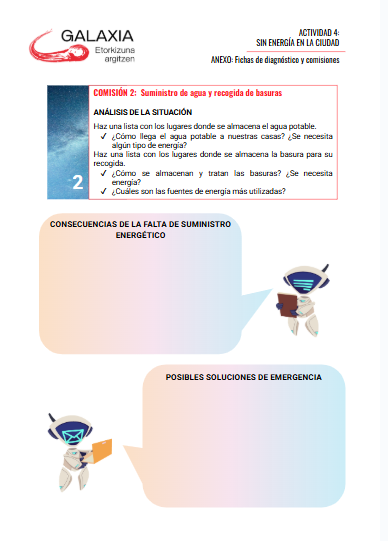 GALAXIA
Etorkizuna
argitzen
ACTIVIDAD 4:
SIN ENERGÍA EN LA CIUDAD
ANEXO: Fichas de diagnóstico y comisiones
2
COMISIÓN 2: Suministro de agua y recogida de basuras
ANÁLISIS DE LA SITUACIÓN
Haz una lista con los lugares donde se almacena el agua potable.
✓ ¿Cómo llega el agua potable a nuestras casas? ¿Se necesita
algún tipo de energía?
Haz una lista con los lugares donde se almacena la basura para su
recogida.
✓ ¿Cómo se almacenan y tratan las basuras? ¿Se necesita
energía?
✓ ¿Cuáles son las fuentes de energía más utilizadas?
CONSECUENCIAS DE LA FALTA DE SUMINISTRO
ENERGÉTICO
POSIBLES SOLUCIONES DE EMERGENCIA